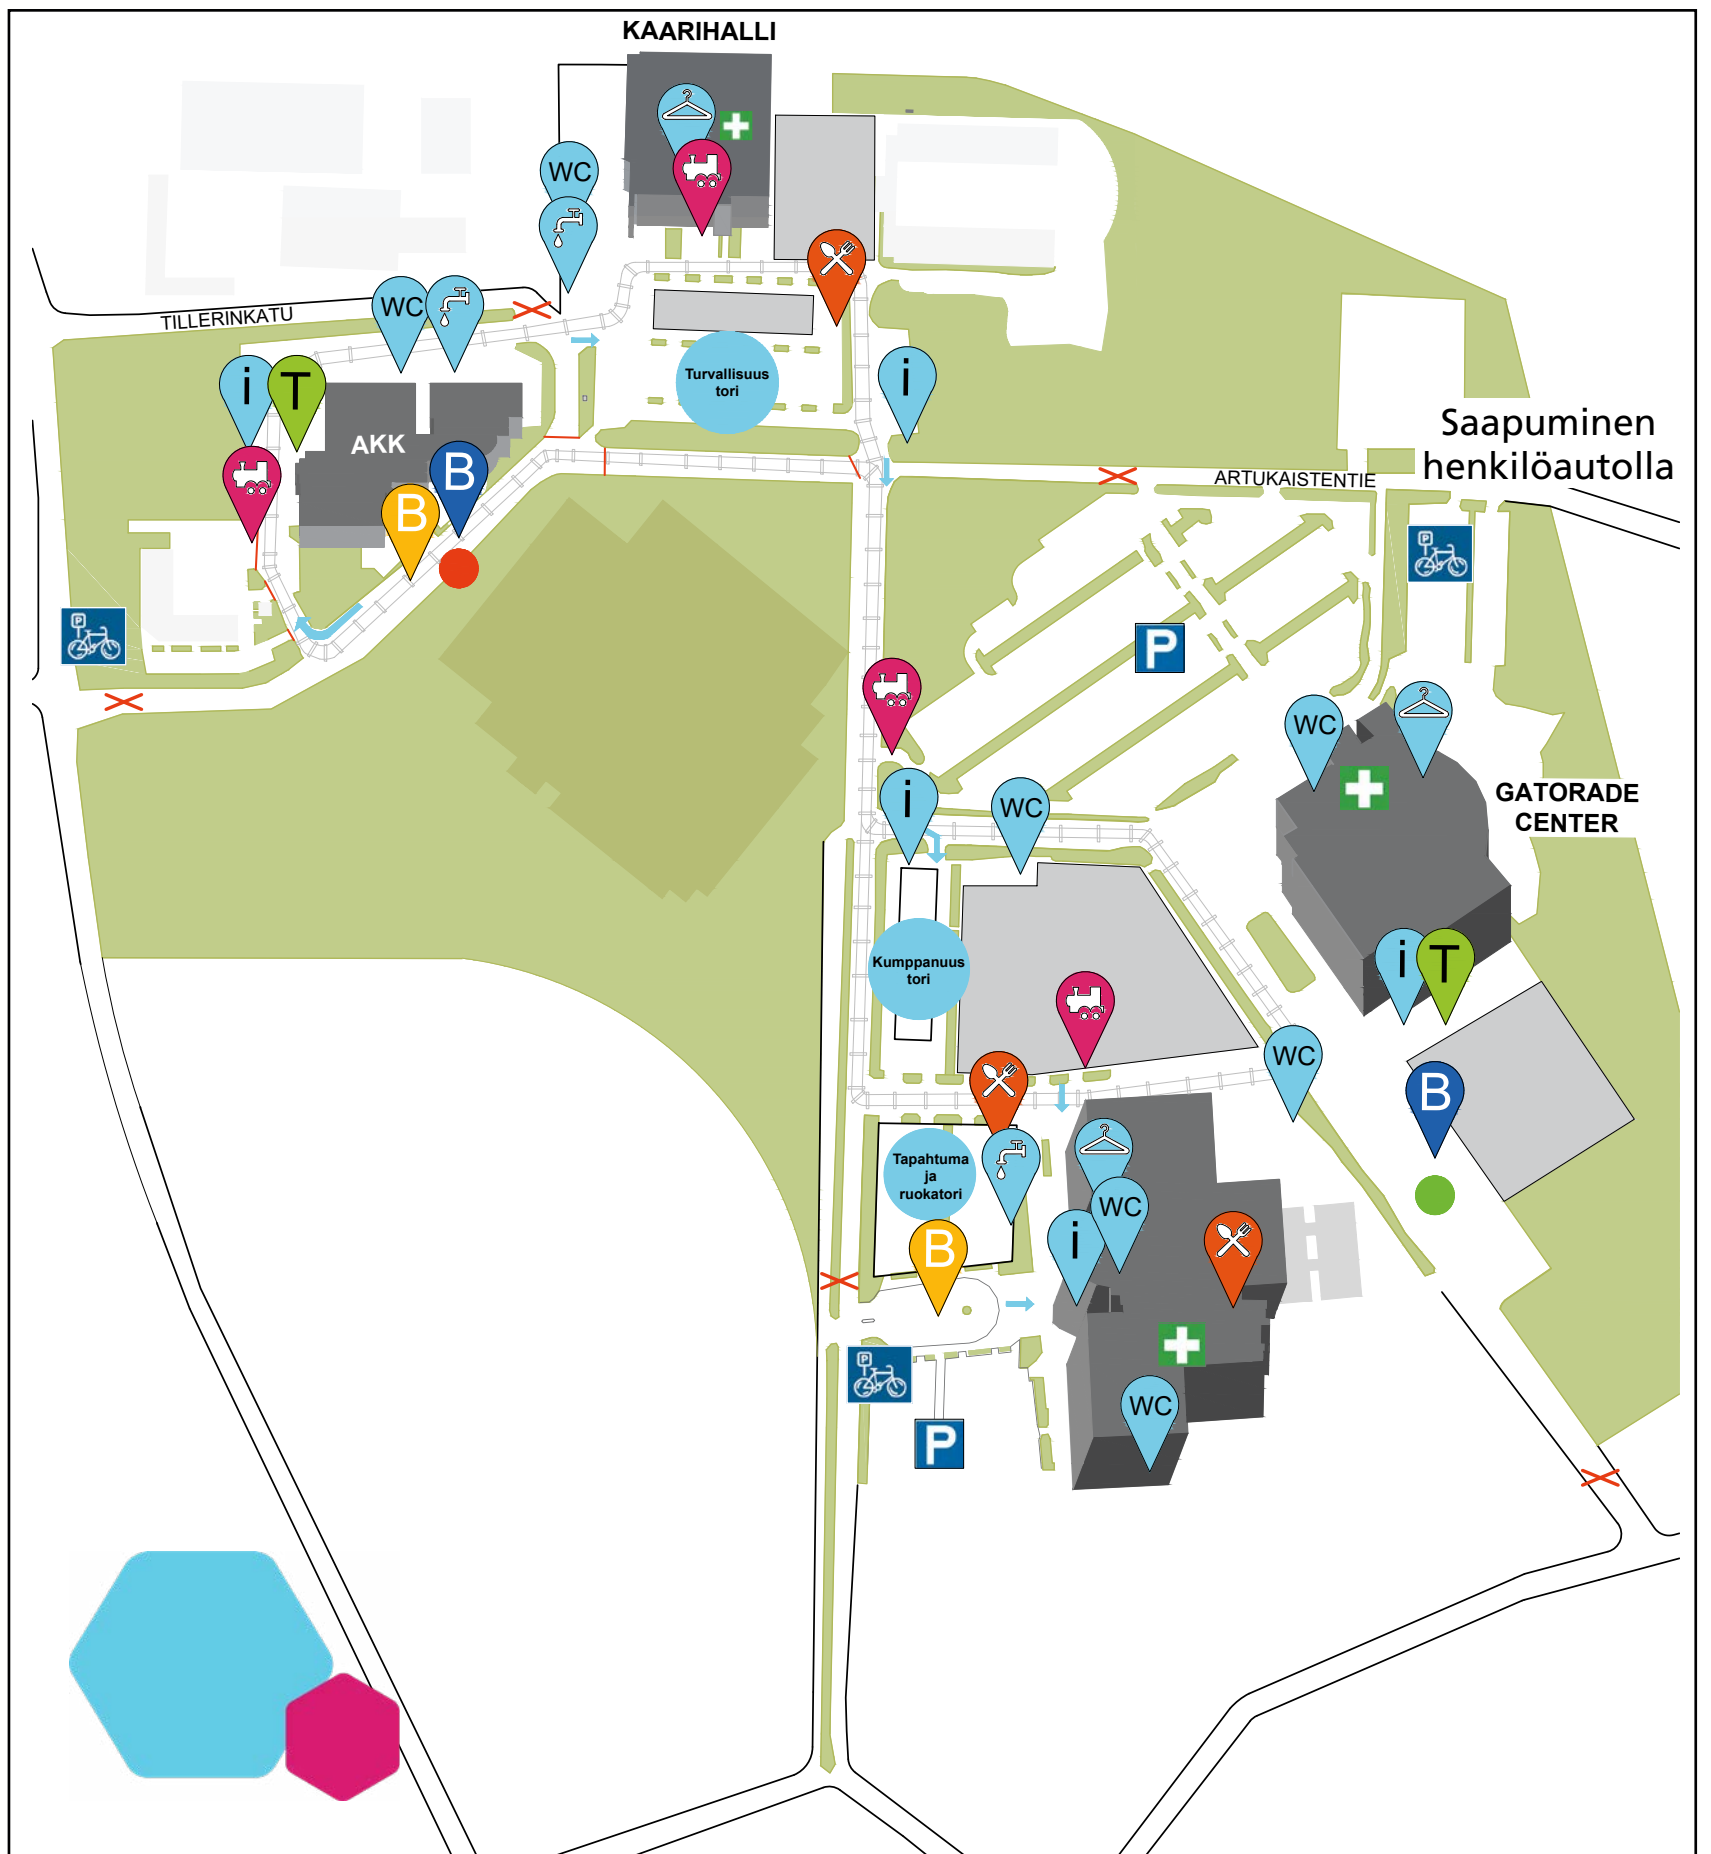 KAARIHALLI
WC
TILLERINKATU
WC
i
T
Turvallisuus
tori
i
AKK
B
B
Saapuminen
henkilöautolla
ARTUKAISTENTIE
P
P
P
WC
GATORADE
CENTER
i
WC
Kumppanuus
tori
i
T
WC
B
Tapahtuma
ja
ruokatori
WC
i
B
P
P
WC